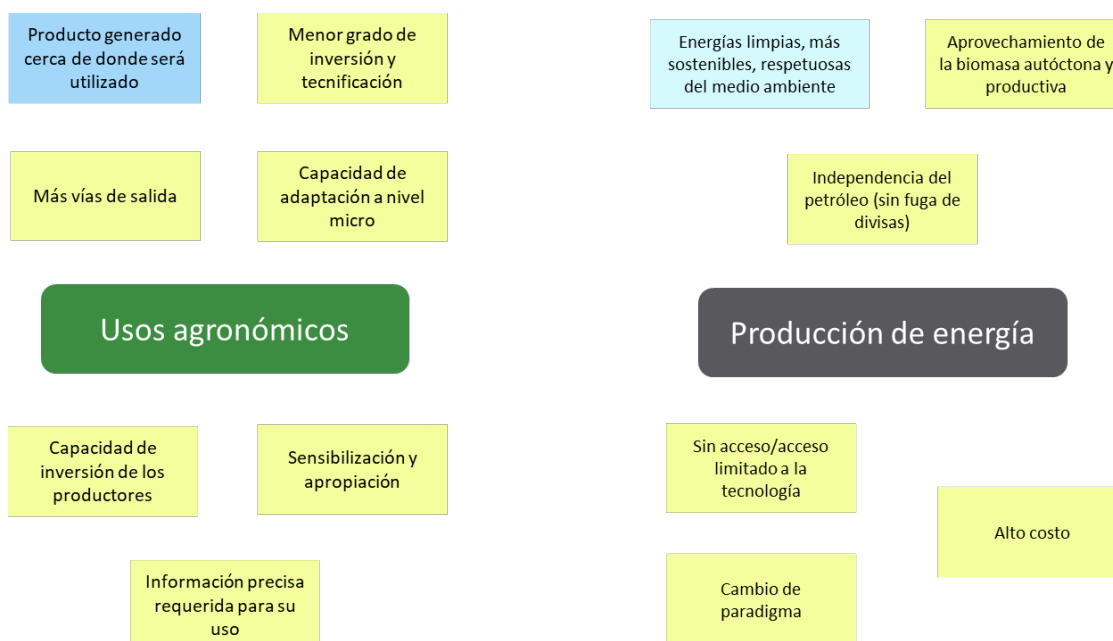 Producto generado
cerca de donde será
utilizado
Menor grado de
inversión y
tecnificación
Más vías de salida
Capacidad de
adaptación a nivel
micro
Usos agronómicos
Capacidad de
inversión de los
productores
Sensibilización y
apropiación
Información precisa
requerida para su
uso
Energías limpias, más
sostenibles, respetuosas
del medio ambiente
Aprovechamiento de
la biomasa autóctona y
productiva
Independencia del
petróleo (sin fuga de
divisas)
Producción de energía
Sin acceso/acceso
limitado a la
tecnología
Alto costo
Cambio de
paradigma